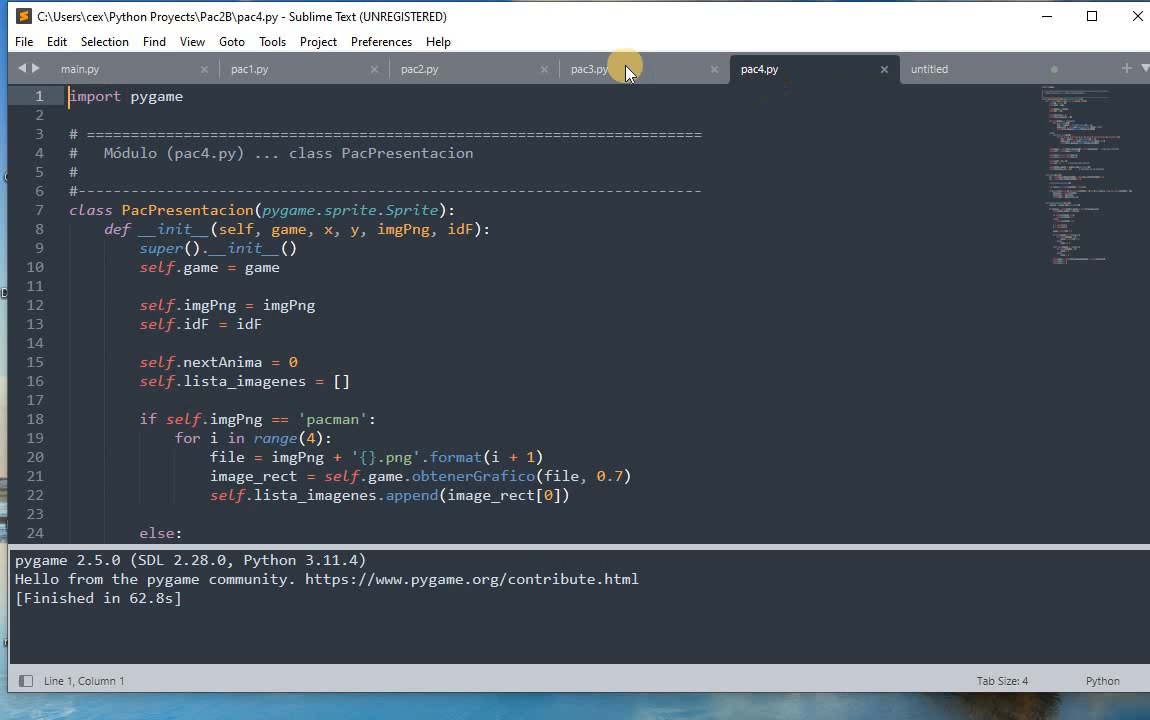 C:\Users\cex\Python Proyects\Pac2B\pac4.py - Sublime Text (UNREGISTERED)
File Edit Selection Find View Goto Tools Project Preferences Help
main.py pac1.py pac2.py pac3.py pac4.py untitled
1 import pygame
2
3 # ======================================================================
4 #   Módulo (pac4.py) ... class PacPresentacion
5 #
6 #-----------------------------------------------------------------------
7 class PacPresentacion(pygame.sprite.Sprite):
8     def __init__(self, game, x, y, imgPng, idF):
9         super().__init__()
10         self.game = game
11
12         self.imgPng = imgPng
13         self.idF = idF
14
15         self.nextAnima = 0
16         self.lista_imagenes = []
17
18         if self.imgPng == 'pacman':
19             for i in range(4):
20                 file = imgPng + '{}.png'.format(i + 1)
21                 image_rect = self.game.obtenerGrafico(file, 0.7)
22                 self.lista_imagenes.append(image_rect[0])
23
24         else:
pygame 2.5.0 (SDL 2.28.0, Python 3.11.4)
Hello from the pygame community. https://www.pygame.org/contribute.html
[Finished in 62.8s]
Line 1, Column 1 Tab Size: 4 Python